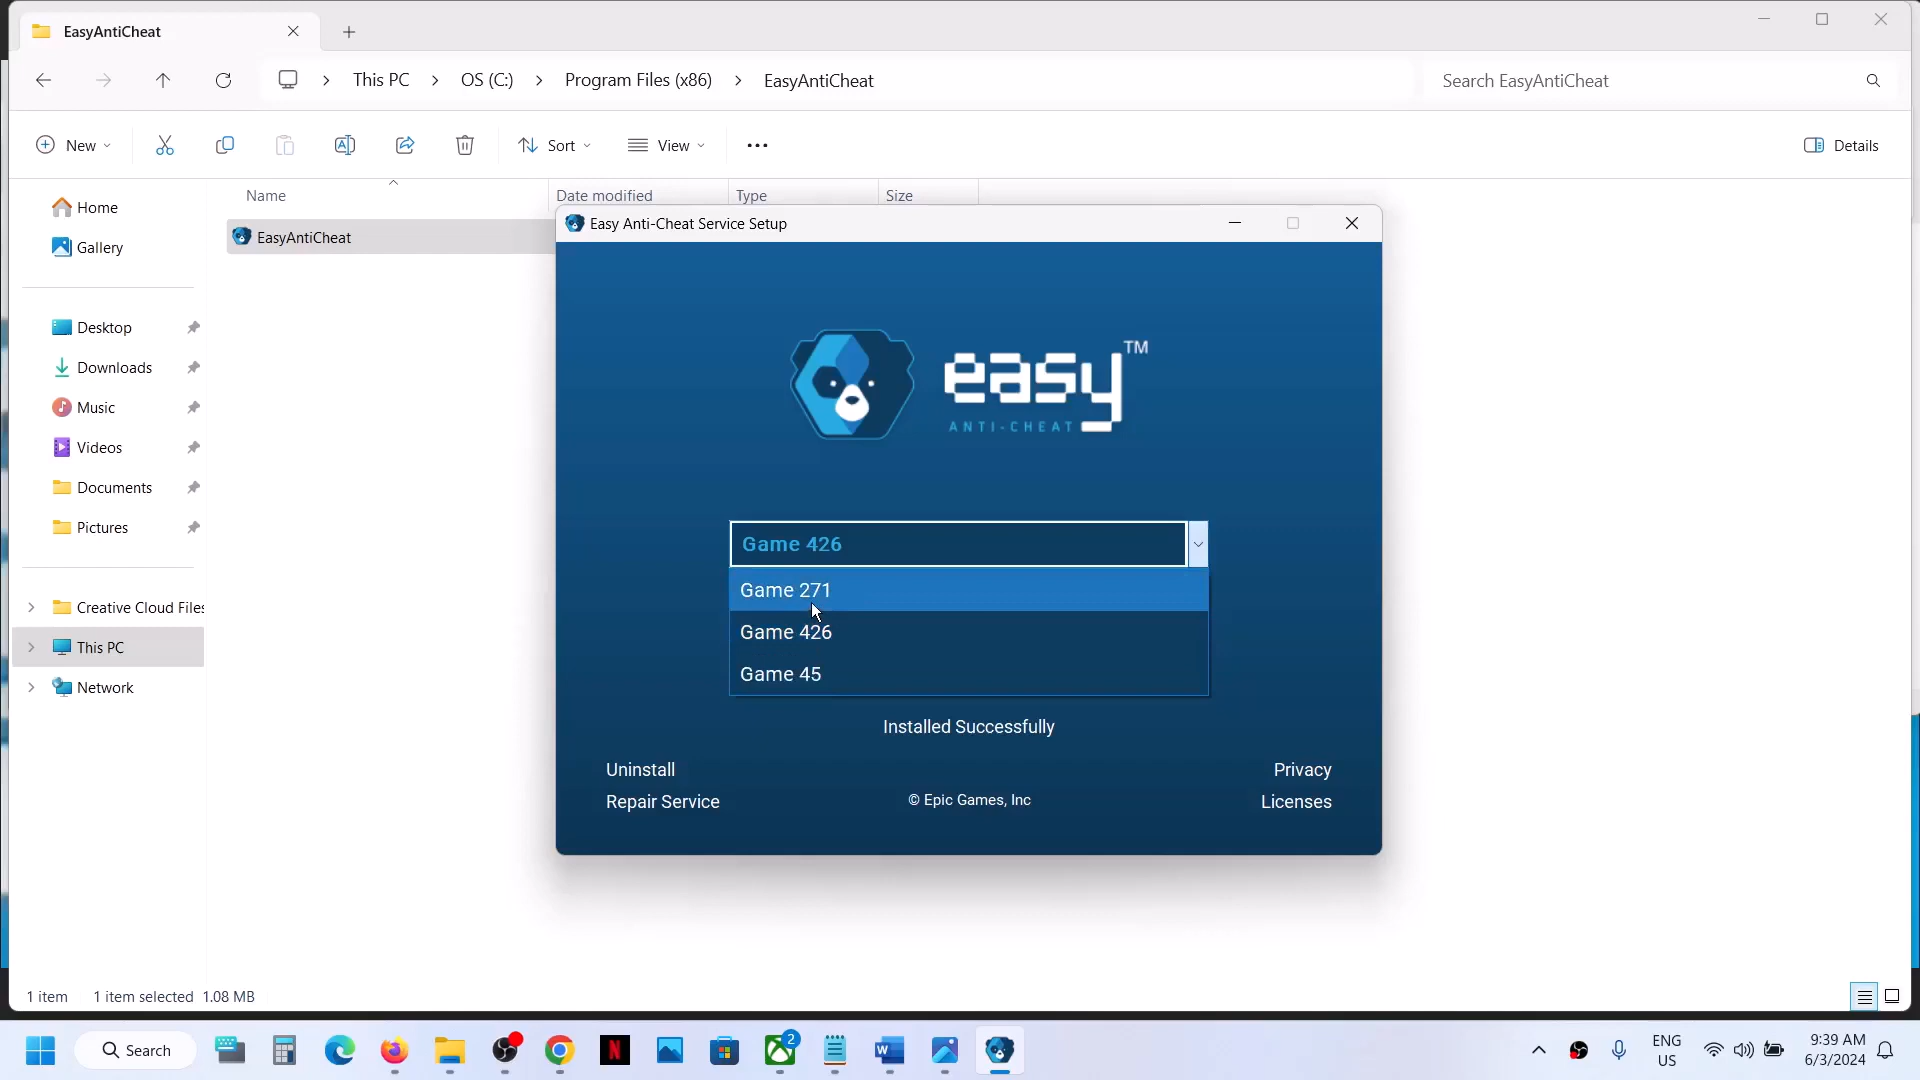 EasyAntiCheat
This PC
OS (C:)
Program Files (x86)
EasyAntiCheat
Search EasyAntiCheat
New
Sort
View
Details
Name
Date modified
Type
Size
Home
Gallery
Desktop
Downloads
Music
Videos
Documents
Pictures
Creative Cloud Files
This PC
Network
EasyAntiCheat
Easy Anti-Cheat Service Setup
easy TM
ANTI-CHEAT
Game 426
Game 271
Game 426
Game 45
Installed Successfully
Uninstall
Privacy
Repair Service
© Epic Games, Inc
Licenses
1 item
1 item selected
1.08 MB
Search
N
2
W
ENG
US
9:39 AM
6/3/2024